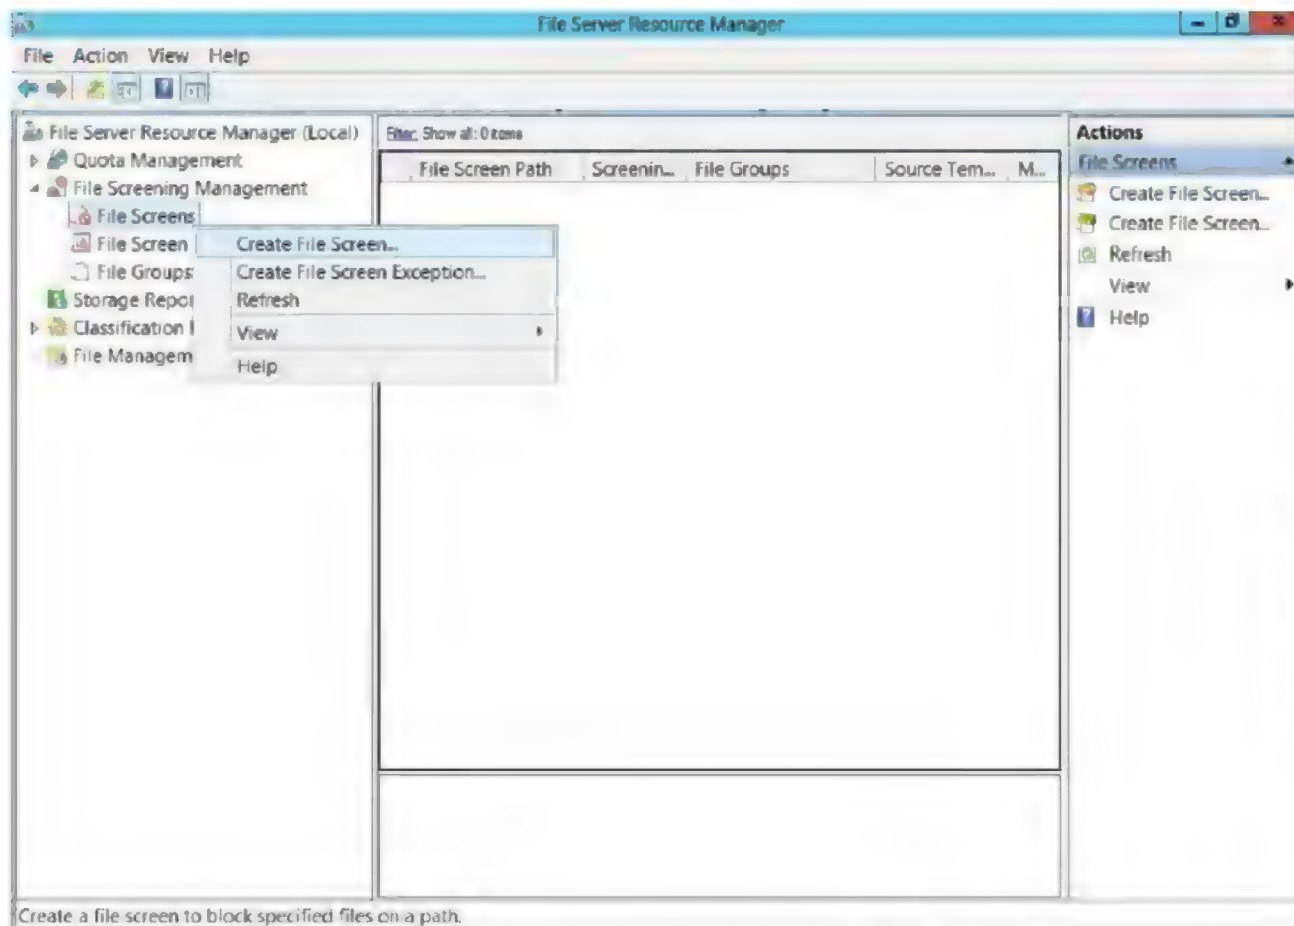 File Server Resource Manager
File Action View Help
File Server Resource Manager (Local)
Quota Management
File Screening Management
File Screens
File Screen
File Groups
Storage Repor
Classification
File Managem
Create File Screen...
Create File Screen Exception...
Refresh
View
Help
Filter: Show all: 0 items
File Screen Path Screenin... File Groups Source Tem... M...
Actions
File Screens
Create File Screen...
Create File Screen...
Refresh
View
Help
Create a file screen to block specified files on a path.